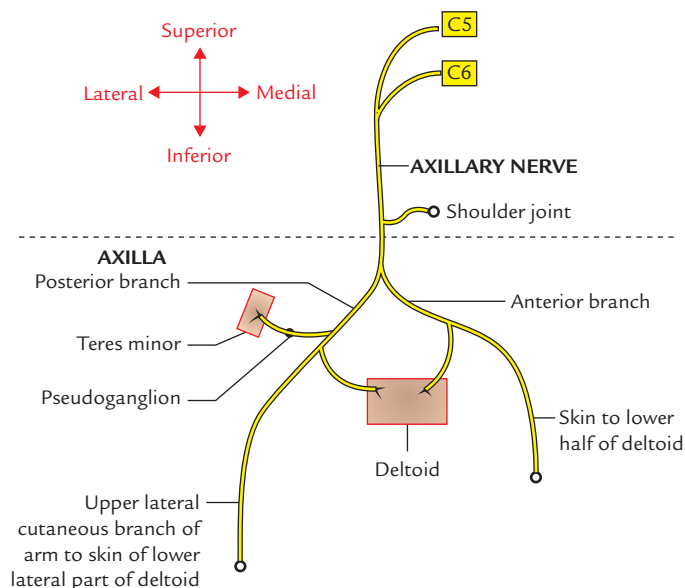 C5
Superior
C6
Lateral
Medial
Inferior
AXILLARY NERVE
Shoulder joint
AXILLA
Posterior branch
Anterior branch
Teres minor
Pseudoganglion
Skin to lower
half of deltoid
Deltoid
Upper lateral
cutaneous branch of
arm to skin of lower
lateral part of deltoid